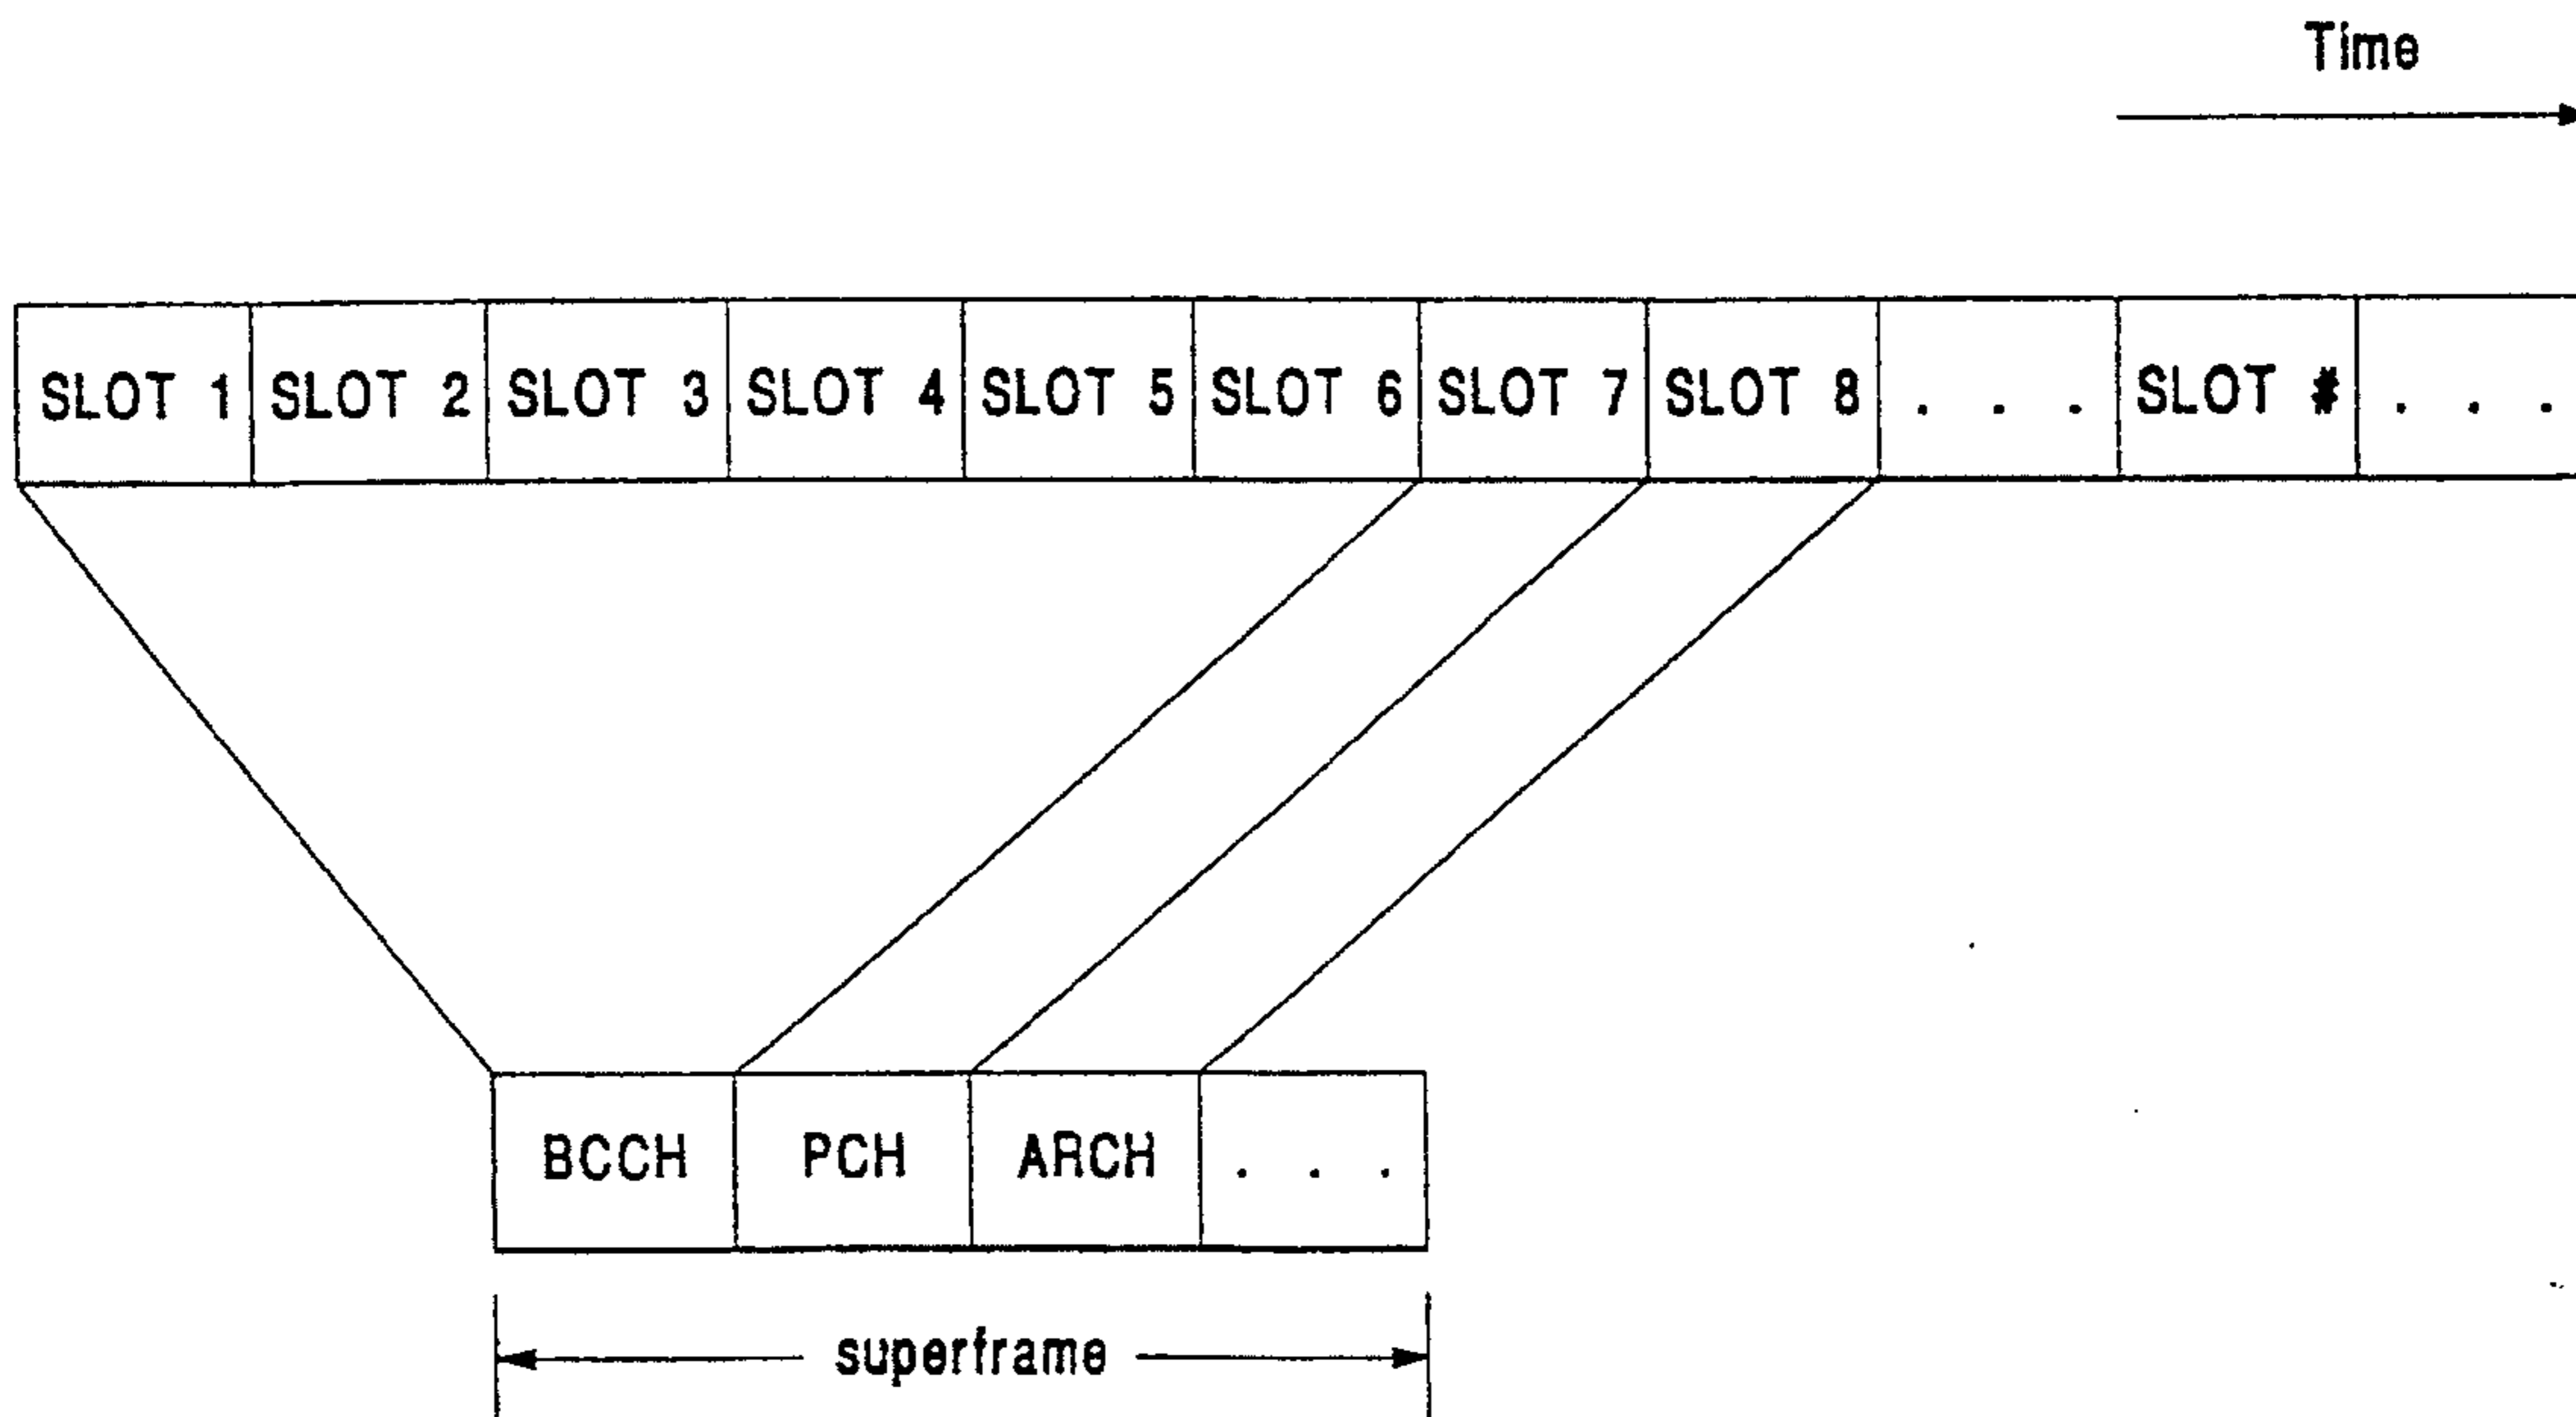 Time
SLOT 1 SLOT 2 SLOT 3 SLOT 4 SLOT 5 SLOT 6 SLOT 7 SLOT 8 . . . SLOT # . . .
BCCH PCH ARCH . . .
superframe